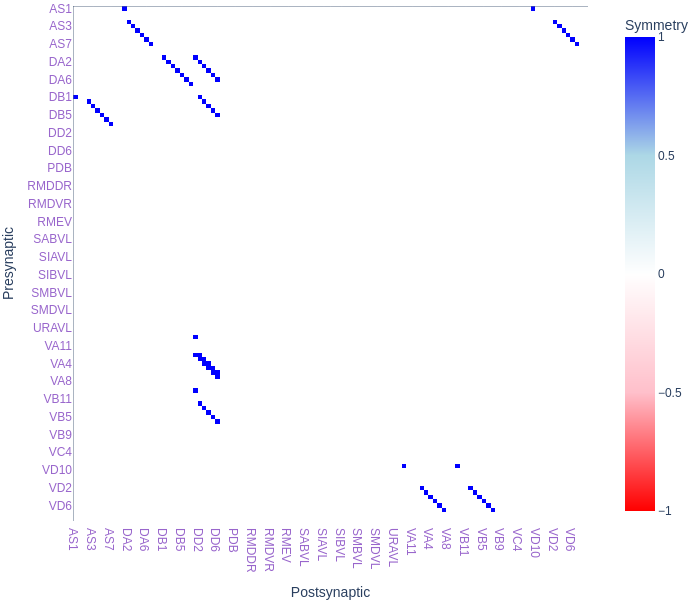 Symmetry
1
0.5
0
−0.5
−1
Presynaptic
AS1
AS3
AS7
DA2
DA6
DB1
DB5
DD2
DD6
PDB
RMDDR
RMDVR
RMEV
SABVL
SIAVL
SIBVL
SMBVL
SMDVL
URAVL
VA11
VA4
VA8
VB11
VB5
VB9
VC4
VD10
VD2
VD6
AS1
AS3
AS7
DA2
DA6
DB1
DB5
DD2
DD6
PDB
RMDDR
RMDVR
RMEV
SABVL
SIAVL
SIBVL
SMBVL
SMDVL
URAVL
VA11
VA4
VA8
VB11
VB5
VB9
VC4
VD10
VD2
VD6
Postsynaptic